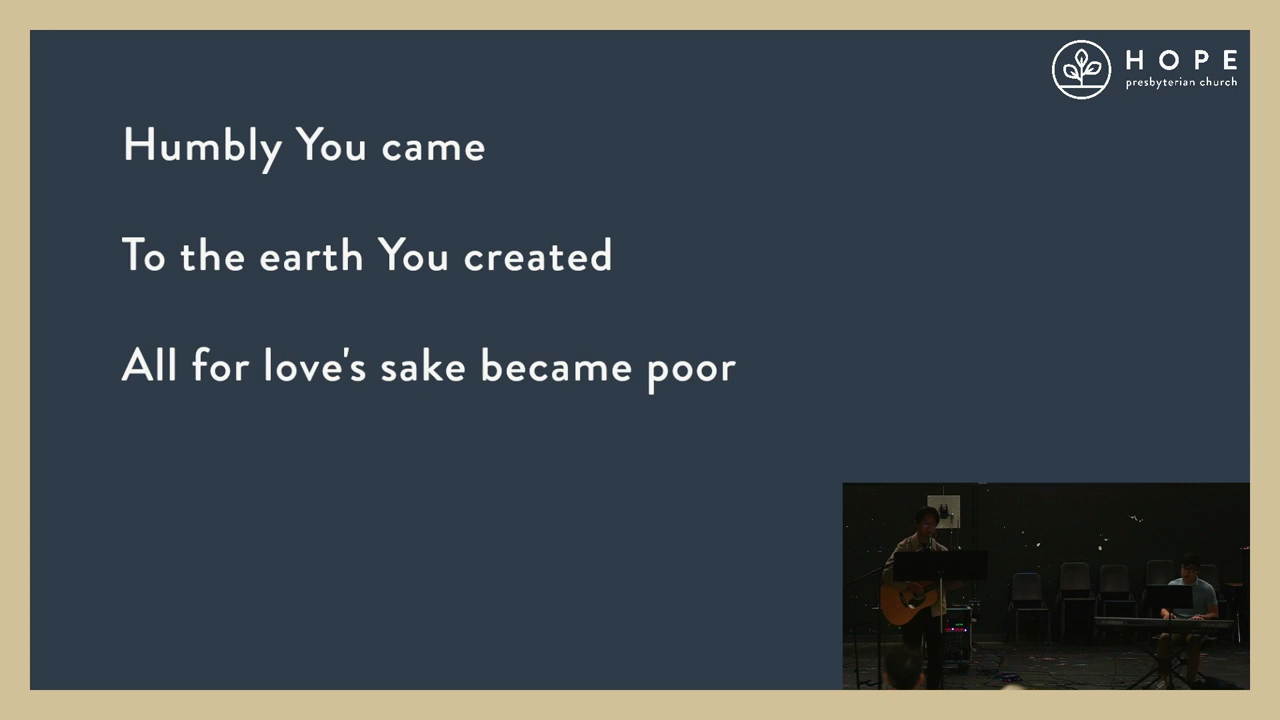 HOPE
presbyterian church
Humbly You came
To the earth You created
All for love's sake became poor